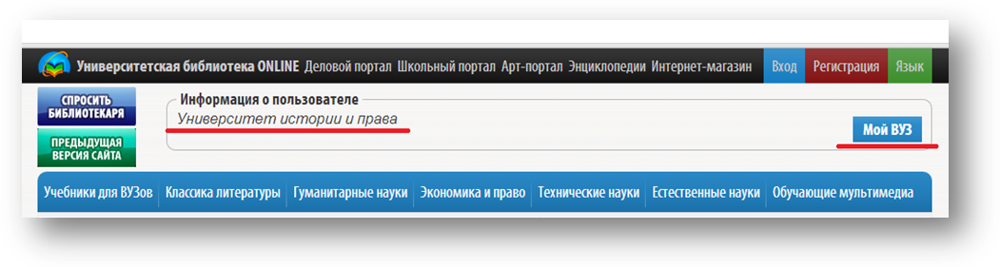 Университетская библиотека ONLINE Деловой портал Школьный портал Арт-портал Энциклопедии Интернет-магазин Вход Регистрация Язык
СПРОСИТЬ
БИБЛИОТЕКАРЯ
ПРЕДЫДУЩАЯ
ВЕРСИЯ САЙТА
Информация о пользователе
Университет истории и права
Мой ВУЗ
Учебники для ВУЗов Классика литературы Гуманитарные науки Экономика и право Технические науки Естественные науки Обучающие мультимедиа